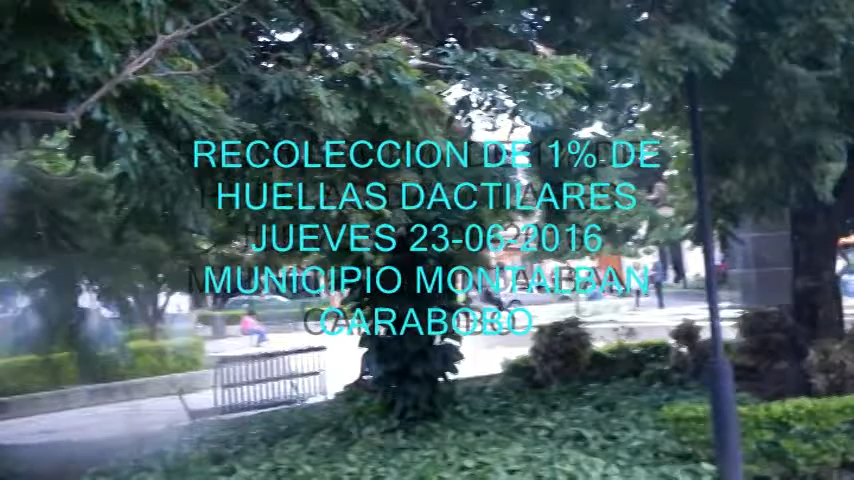 RECOLECCION DE 1% DE
HUELLAS DACTILARES
JUEVES 23-06-2016
MUNICIPIO MONTALBAN
CARABOBO